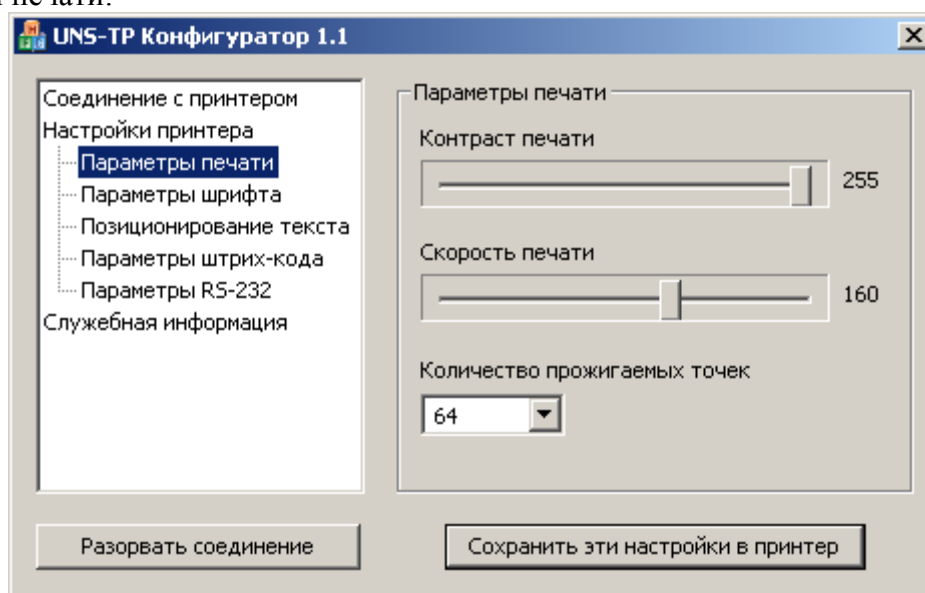 печати.
UNS-TP Конфигуратор 1.1
Соединение с принтером
Настройки принтера
Параметры печати
Параметры шрифта
Позиционирование текста
Параметры штрих-кода
Параметры RS-232
Служебная информация
Параметры печати
Контраст печати
255
Скорость печати
160
Количество прожигаемых точек
64
Разорвать соединение
Сохранить эти настройки в принтер